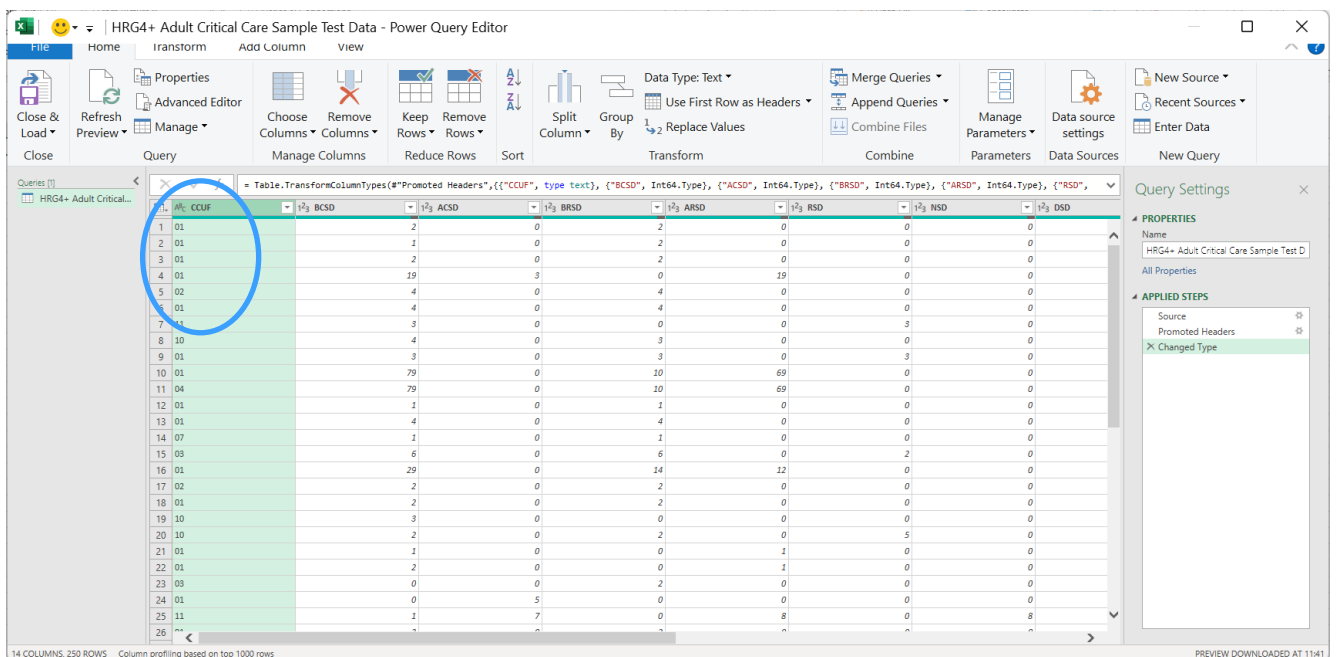 HRG4+ Adult Critical Care Sample Test Data - Power Query Editor
File Home Transform Add Column View
Close & Load
Refresh Preview
Properties
Advanced Editor
Manage
Choose Columns
Remove Columns
Keep Rows
Remove Rows
Split Column
Group By
Data Type: Text
Use First Row as Headers
Replace Values
Merge Queries
Append Queries
Combine Files
Manage Parameters
Data source settings
New Source
Recent Sources
Enter Data
Close Query Manage Columns Reduce Rows Sort Transform Combine Parameters Data Sources New Query
Queries [1]
HRG4+ Adult Critical...
= Table.TransformColumnTypes(#"Promoted Headers",{{"CCUF", type text}, {"BCSD", Int64.Type}, {"ACSD", Int64.Type}, {"BRSD", Int64.Type}, {"ARSD", Int64.Type}, {"RSD",
CCUF BCSD ACSD BRSD ARSD RSD NSD DSD
1 01 2 0 2 0 0 0
2 01 1 0 2 0 0 0
3 01 2 0 2 0 0 0
4 01 19 3 0 19 0 0
5 02 4 0 4 0 0 0
6 01 4 0 4 0 0 0
7 11 3 0 0 0 3 0
8 10 4 0 3 0 0 0
9 01 3 0 3 0 3 0
10 01 79 0 10 69 0 0
11 04 79 0 10 69 0 0
12 01 1 0 1 0 0 0
13 01 4 0 4 0 0 0
14 07 1 0 1 0 0 0
15 03 6 0 6 0 2 0
16 01 29 0 14 12 0 0
17 02 2 0 2 0 0 0
18 01 2 0 2 0 0 0
19 10 3 0 0 0 0 0
20 10 2 0 2 0 5 0
21 01 1 0 0 1 0 0
22 01 2 0 0 1 0 0
23 03 0 0 2 0 0 0
24 01 0 5 0 0 0 0
25 11 1 7 0 8 0 8
26
Query Settings
PROPERTIES
Name
HRG4+ Adult Critical Care Sample Test D
All Properties
APPLIED STEPS
Source
Promoted Headers
Changed Type
14 COLUMNS, 250 ROWS Column profiling based on top 1000 rows
PREVIEW DOWNLOADED AT 11:41